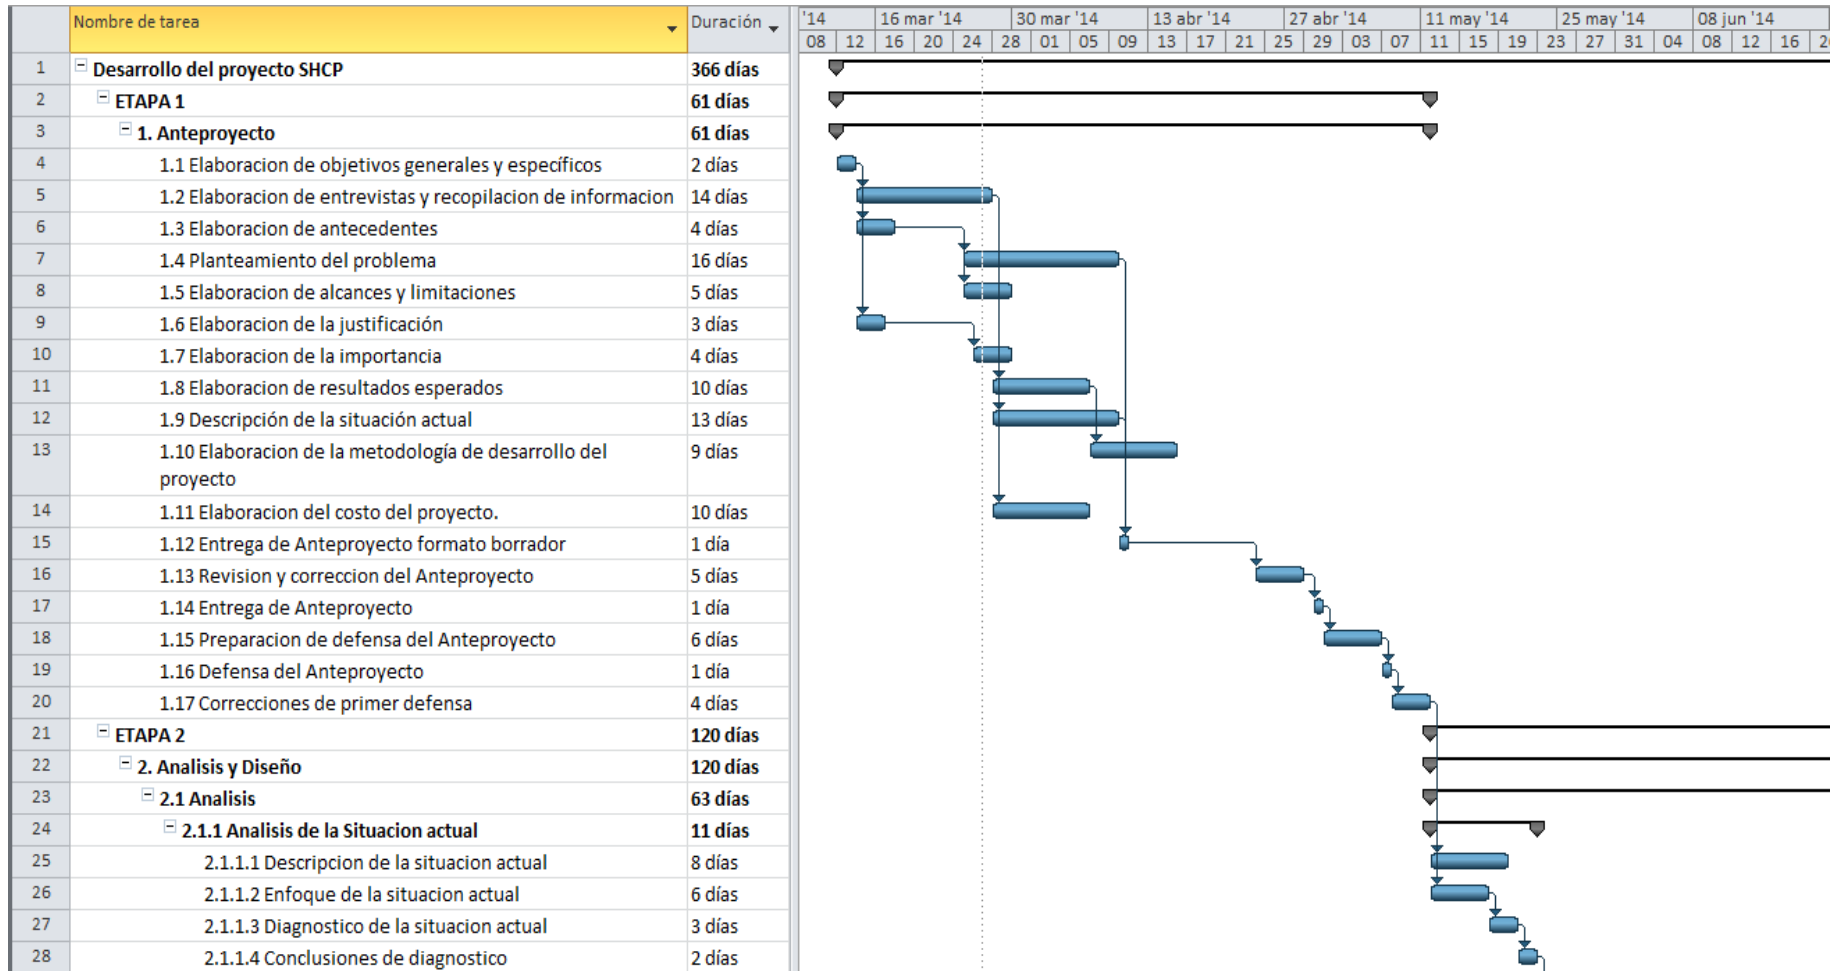 Nombre de tarea Duración '14 16 mar '14 30 mar '14 13 abr '14 27 abr '14 11 may '14 25 may '14 08 jun '14
08 12 16 20 24 28 01 05 09 13 17 21 25 29 03 07 11 15 19 23 27 31 04 08 12 16
1 Desarrollo del proyecto SHCP 366 días
2 ETAPA 1 61 días
3 1. Anteproyecto 61 días
4 1.1 Elaboracion de objetivos generales y específicos 2 días
5 1.2 Elaboracion de entrevistas y recopilacion de informacion 14 días
6 1.3 Elaboracion de antecedentes 4 días
7 1.4 Planteamiento del problema 16 días
8 1.5 Elaboracion de alcances y limitaciones 5 días
9 1.6 Elaboracion de la justificación 3 días
10 1.7 Elaboracion de la importancia 4 días
11 1.8 Elaboracion de resultados esperados 10 días
12 1.9 Descripción de la situación actual 13 días
13 1.10 Elaboracion de la metodología de desarrollo del 9 días
proyecto
14 1.11 Elaboracion del costo del proyecto. 10 días
15 1.12 Entrega de Anteproyecto formato borrador 1 día
16 1.13 Revision y correccion del Anteproyecto 5 días
17 1.14 Entrega de Anteproyecto 1 día
18 1.15 Preparacion de defensa del Anteproyecto 6 días
19 1.16 Defensa del Anteproyecto 1 día
20 1.17 Correcciones de primer defensa 4 días
21 ETAPA 2 120 días
22 2. Analisis y Diseño 120 días
23 2.1 Analisis 63 días
24 2.1.1 Analisis de la Situacion actual 11 días
25 2.1.1.1 Descripcion de la situacion actual 8 días
26 2.1.1.2 Enfoque de la situacion actual 6 días
27 2.1.1.3 Diagnostico de la situacion actual 3 días
28 2.1.1.4 Conclusiones de diagnostico 2 días